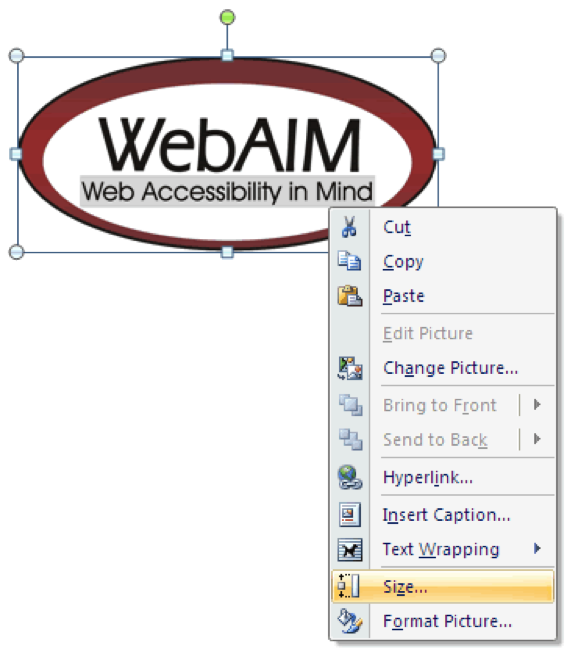 WebAIM
Web Accessibility in Mind
Cut
Copy
Paste
Edit Picture
Change Picture...
Bring to Front
Send to Back
Hyperlink...
Insert Caption...
Text Wrapping
Size...
Format Picture...